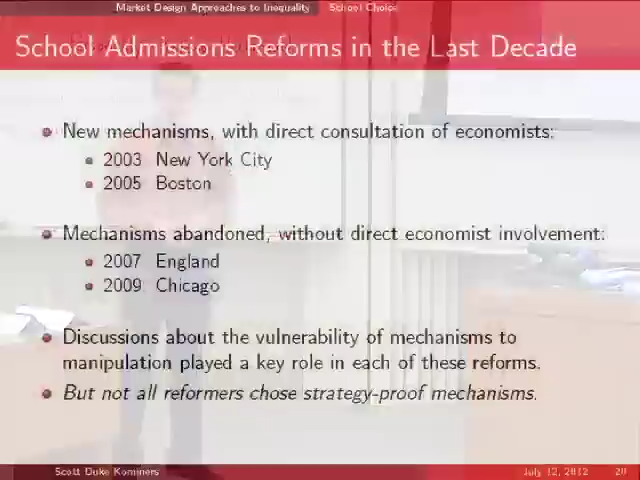 Market Design Approaches to Inequality School Choice
School Admissions Reforms in the Last Decade
New mechanisms, with direct consultation of economists:
2003 New York City
2005 Boston
Mechanisms abandoned, without direct economist involvement:
2007 England
2009 Chicago
Discussions about the vulnerability of mechanisms to
manipulation played a key role in each of these reforms.
But not all reformers chose strategy-proof mechanisms.
Scott Duke Kominers July 12, 2012 20